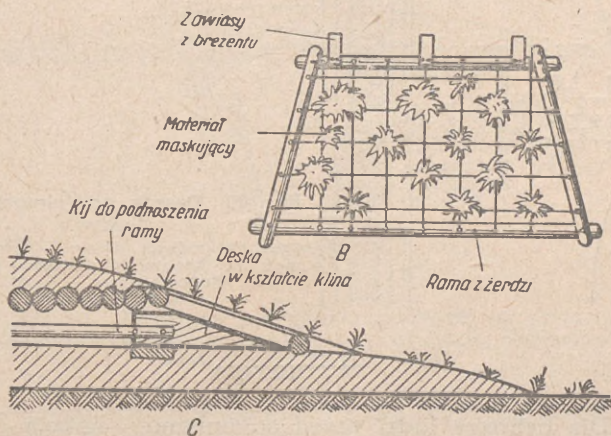 Zawiasy
z brezentu
Materiał
maskujący
Kij do podnoszenia
ramy
B
Deska
w kształcie klina
Rama z żerdzi
C